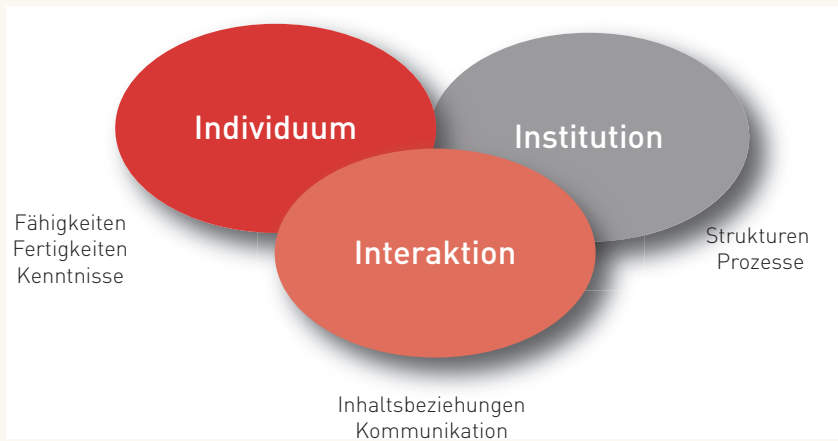 Individuum
Institution
Interaktion
Fähigkeiten
Fertigkeiten
Kenntnisse
Strukturen
Prozesse
Inhaltsbeziehungen
Kommunikation